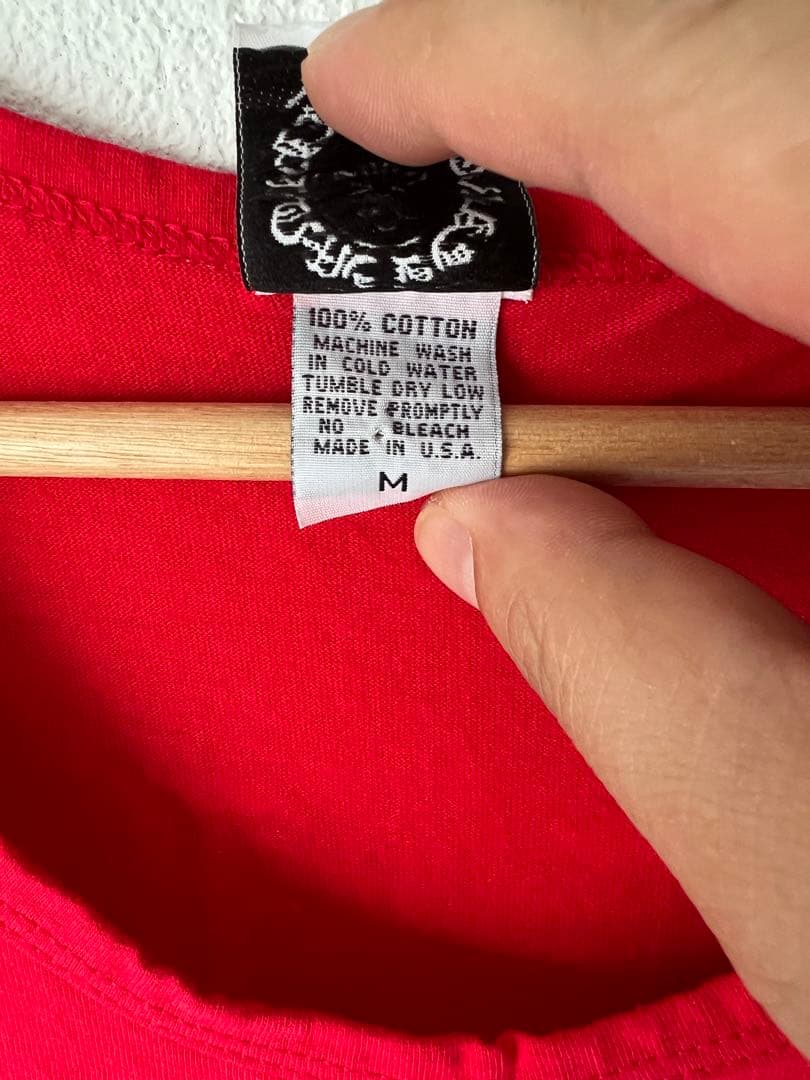 100% COTTON
MACHINE WASH
IN COLD WATER
TUMBLE DRY LOW
REMOVE PROMPTLY
NO BLEACH
MADE IN U.S.A.
M